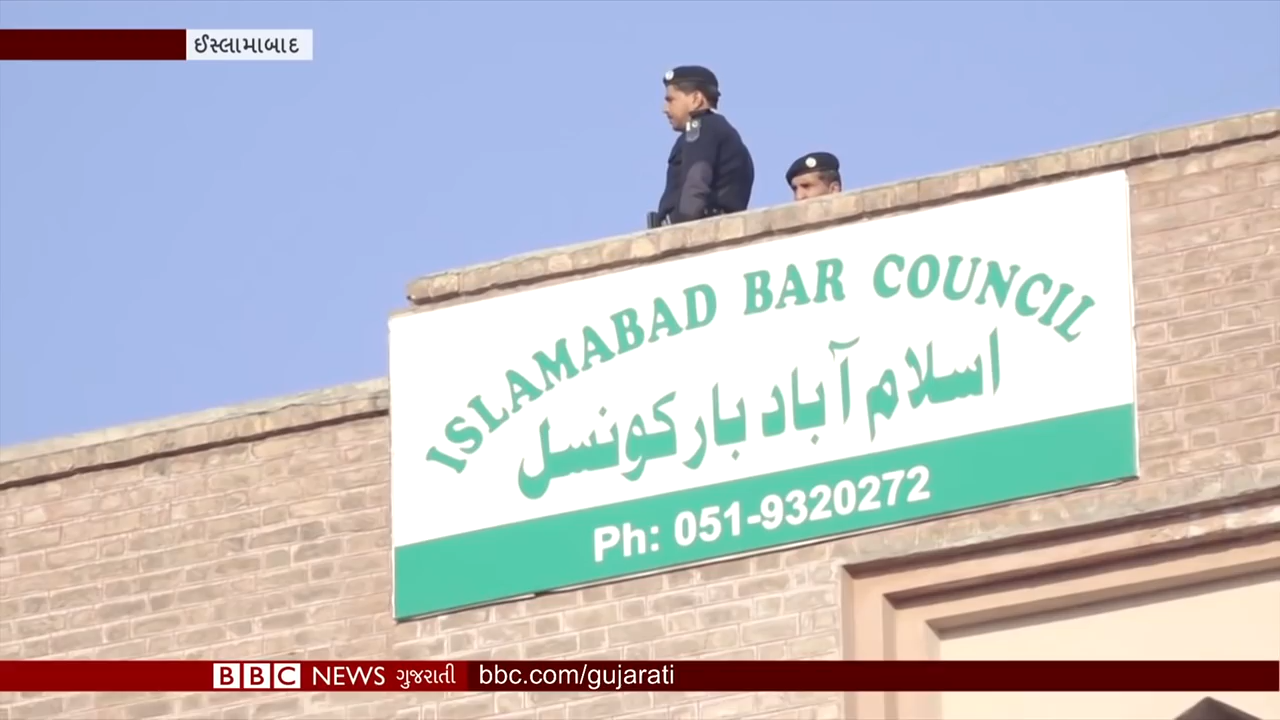 ઈસ્લામાબાદ
ISLAMABAD BAR COUNCIL
اسلام آباد بار کونسل
Ph: 051-9320272
BBC NEWS ગુજરાતી bbc.com/gujarati